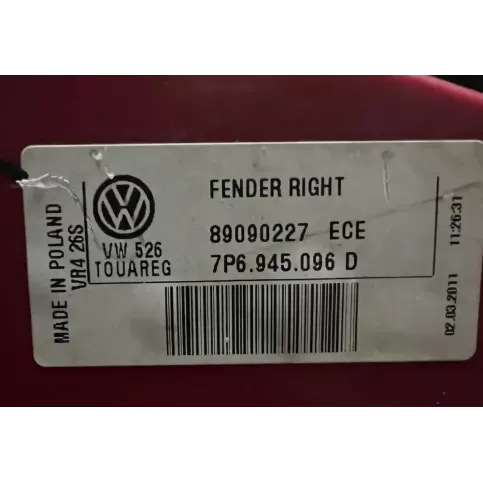 MADE IN POLAND
VR4 26S
VW 526
TOUAREG
FENDER RIGHT
89090227 ECE
7P6.945.096 D
02.03.2011 11:26:31